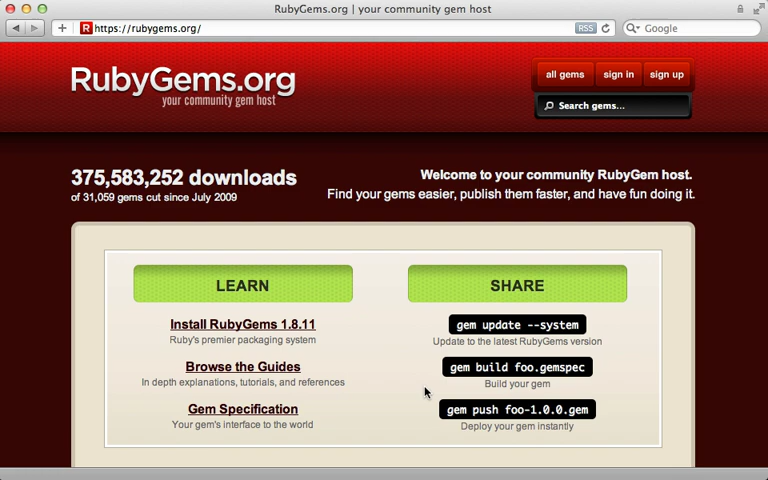 RubyGems.org | your community gem host
https://rubygems.org/
RSS
Google
RubyGems.org
your community gem host
all gems
sign in
sign up
Search gems...
375,583,252 downloads
of 31,059 gems cut since July 2009
Welcome to your community RubyGem host.
Find your gems easier, publish them faster, and have fun doing it.
LEARN
Install RubyGems 1.8.11
Ruby's premier packaging system
Browse the Guides
In depth explanations, tutorials, and references
Gem Specification
Your gem's interface to the world
SHARE
gem update --system
Update to the latest RubyGems version
gem build foo.gemspec
Build your gem
gem push foo-1.0.0.gem
Deploy your gem instantly